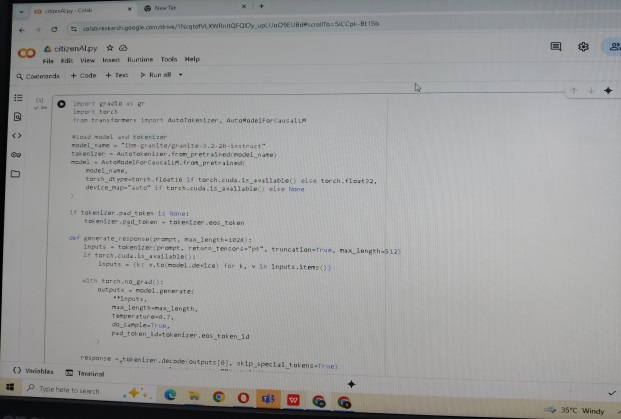 citizenAI.py - Colab
New Tab
citizenAI.py
File Edit View Insert Runtime Tools Help
Commands + Code + Text Run all
import gradio as gr
import torch
from transformers import AutoTokenizer, AutoModelForCausalLM
#Load model and tokenizer
model_name = "ibm-granite/granite-3.2-2b-instruct"
tokenizer = AutoTokenizer.from_pretrained(model_name)
model = AutoModelForCausalLM.from_pretrained(
model_name,
torch_dtype=torch.float16 if torch.cuda.is_available() else torch.float32,
device_map="auto" if torch.cuda.is_available() else None
)
if tokenizer.pad_token is None:
tokenizer.pad_token = tokenizer.eos_token
def generate_response(prompt, max_length=1024):
inputs = tokenizer(prompt, return_tensors="pt", truncation=True, max_length=512)
if torch.cuda.is_available():
inputs = {k: v.to(model.device) for k, v in inputs.items()}
with torch.no_grad():
outputs = model.generate(
**inputs,
max_length=max_length,
temperature=0.7,
do_sample=True,
pad_token_id=tokenizer.eos_token_id
)
response = tokenizer.decode(outputs[0], skip_special_tokens=True)
Variables Terminal
Type here to search
35°C Windy